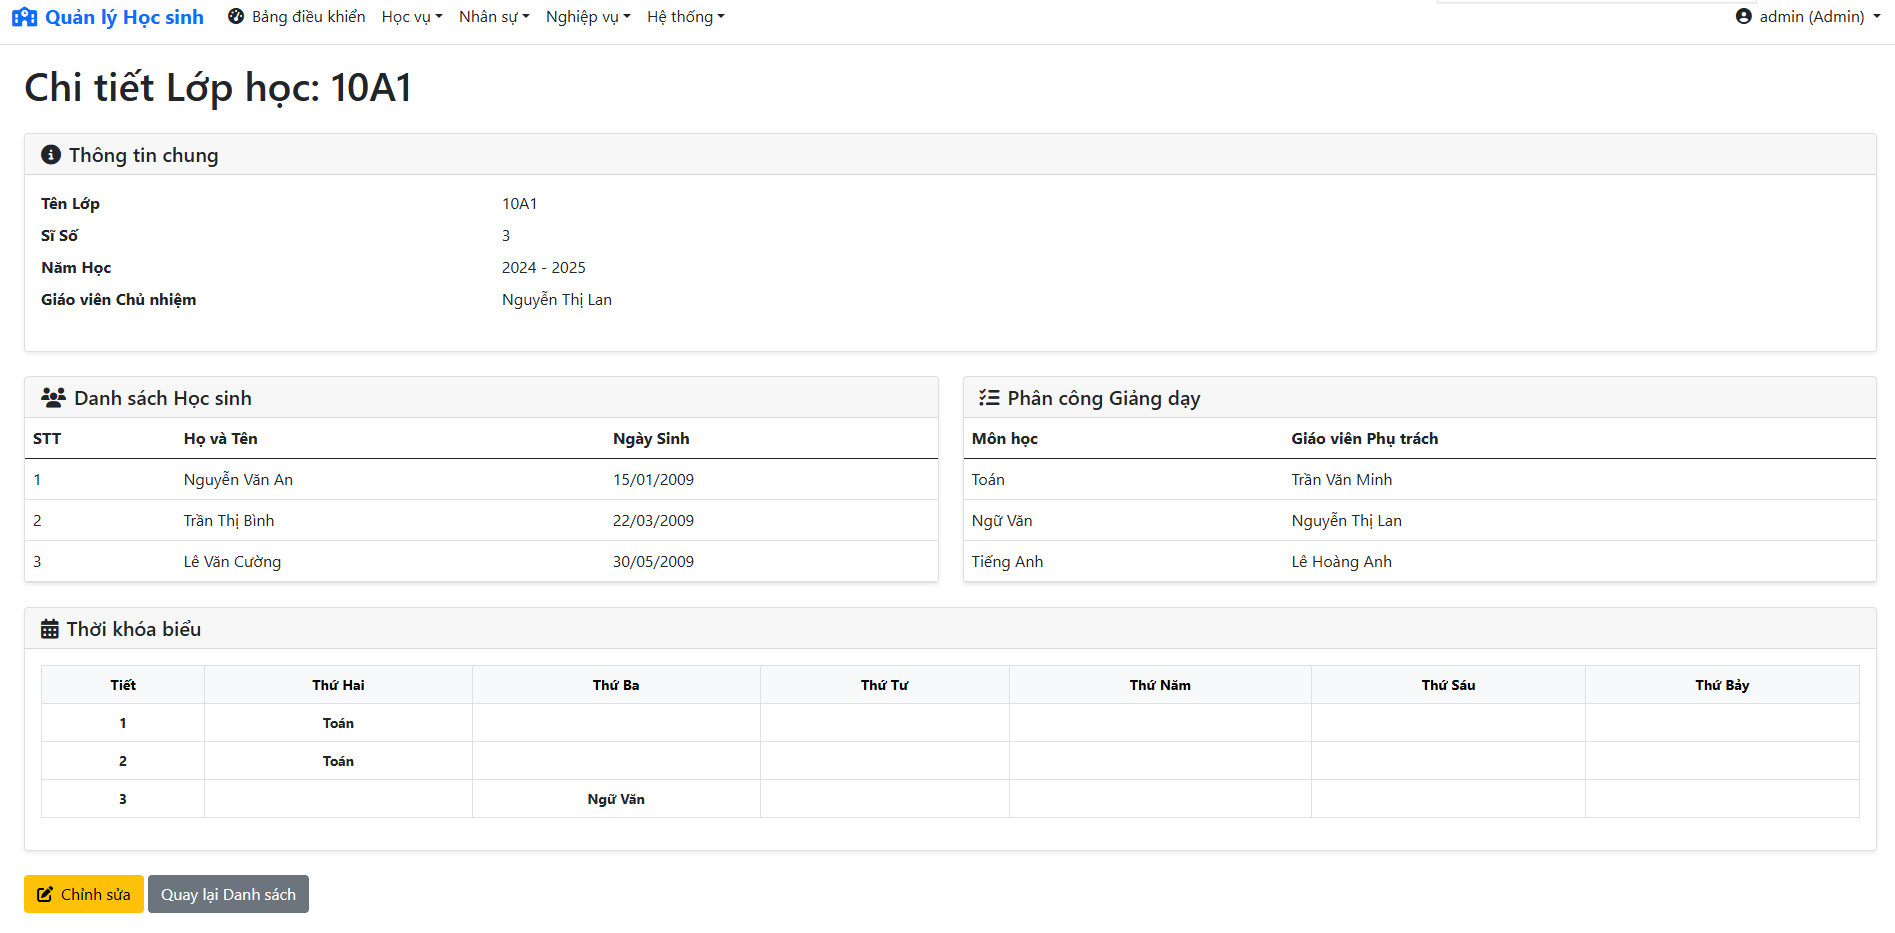 Quản lý Học sinh Bảng điều khiển Học vụ Nhân sự Nghiệp vụ Hệ thống admin (Admin)
Chi tiết Lớp học: 10A1
Thông tin chung
Tên Lớp 10A1
Sĩ Số 3
Năm Học 2024 - 2025
Giáo viên Chủ nhiệm Nguyễn Thị Lan
Danh sách Học sinh
STT Họ và Tên Ngày Sinh
1 Nguyễn Văn An 15/01/2009
2 Trần Thị Bình 22/03/2009
3 Lê Văn Cường 30/05/2009
Phân công Giảng dạy
Môn học Giáo viên Phụ trách
Toán Trần Văn Minh
Ngữ Văn Nguyễn Thị Lan
Tiếng Anh Lê Hoàng Anh
Thời khóa biểu
Tiết Thứ Hai Thứ Ba Thứ Tư Thứ Năm Thứ Sáu Thứ Bảy
1 Toán
2 Toán
3 Ngữ Văn
Chỉnh sửa Quay lại Danh sách